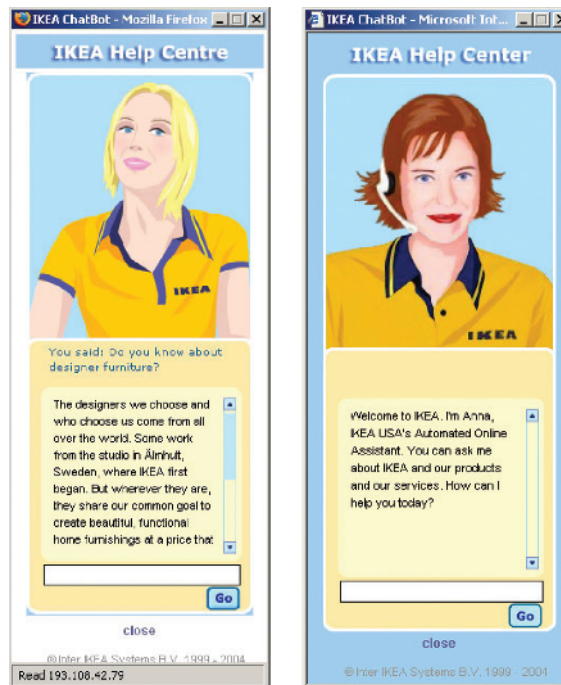 IKEA ChatBot - Mozilla Firefox
IKEA Help Centre
IKEA
You said: Do you know about
designer furniture?
The designers we choose and
who choose us come from all
over the world. Some work
from the studio in Älmhult,
Sweden, where IKEA first
began. But wherever they are,
they share our common goal to
create beautiful, functional
home furnishings at a price that
Go
close
© Inter IKEA Systems B.V. 1999 - 2004
Read 193.108.42.79
IKEA ChatBot - Microsoft Int...
IKEA Help Center
IKEA
Welcome to IKEA. I'm Anna,
IKEA USA's Automated Online
Assistant. You can ask me
about IKEA and our products
and our services. How can I
help you today?
Go
close
© Inter IKEA Systems B.V. 1999 - 2004